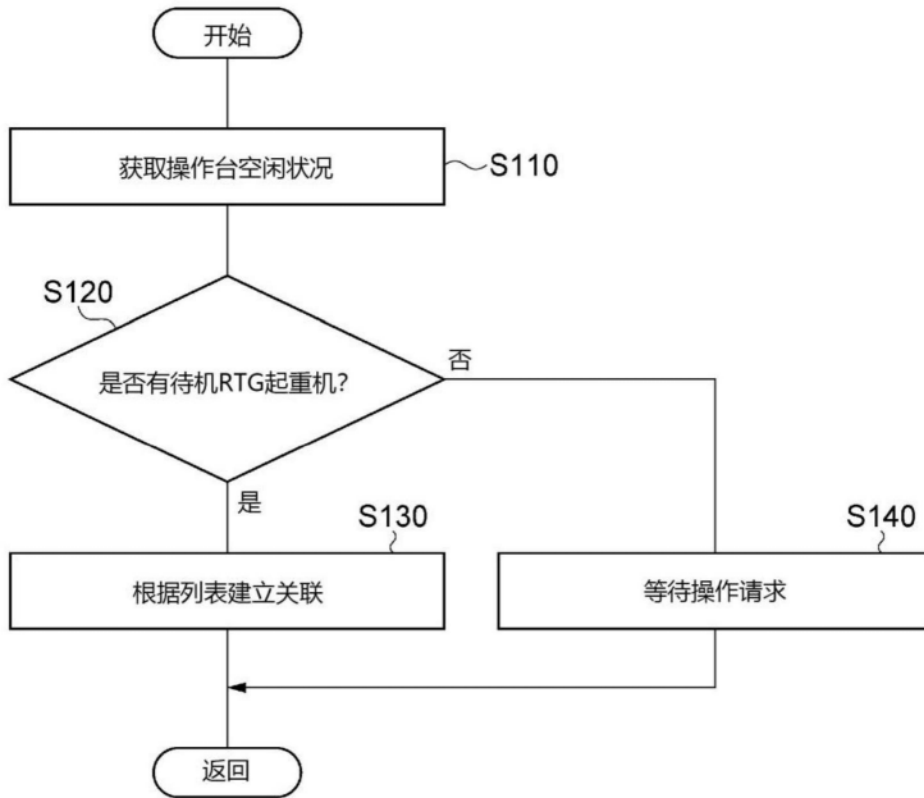 开始
获取操作台空闲状况
S110
S120
是否有待机RTG起重机?
否
是
S130
S140
根据列表建立关联
等待操作请求
返回